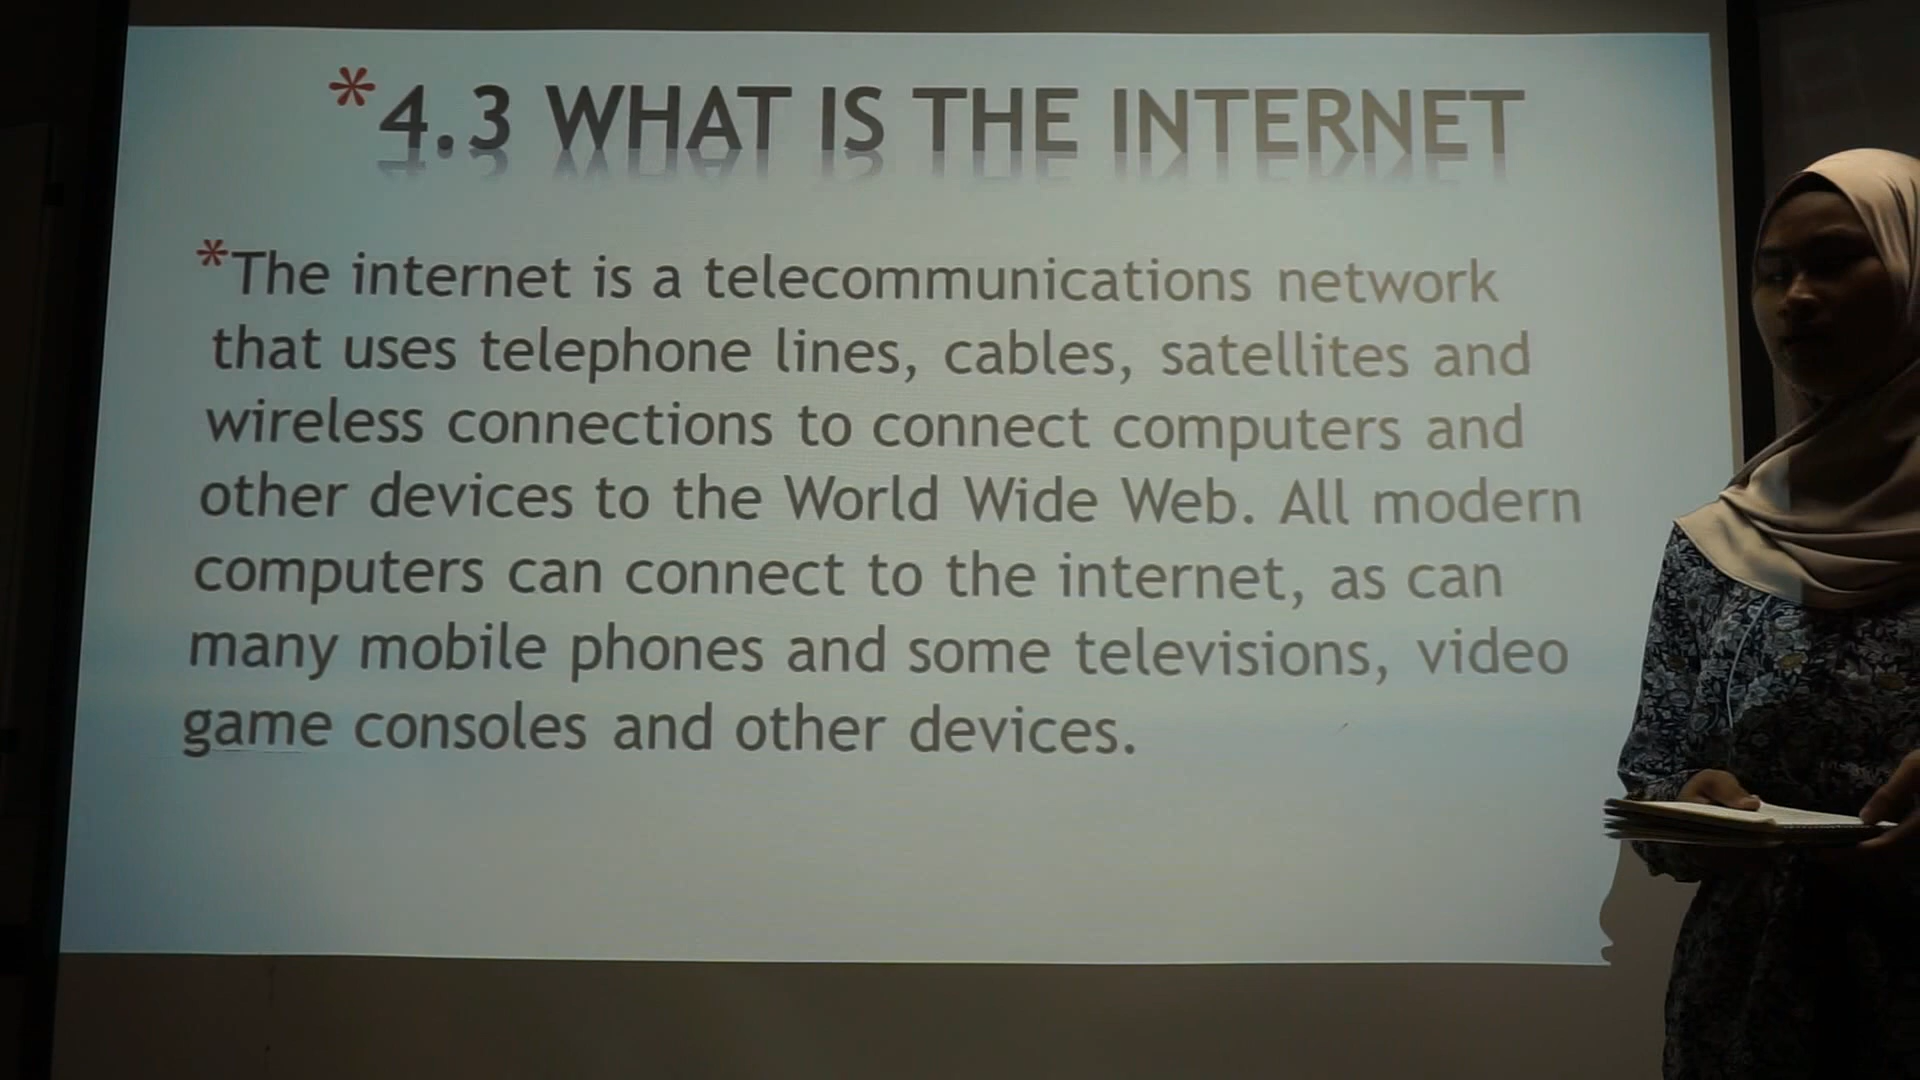 *4.3 WHAT IS THE INTERNET
*The internet is a telecommunications network
that uses telephone lines, cables, satellites and
wireless connections to connect computers and
other devices to the World Wide Web. All modern
computers can connect to the internet, as can
many mobile phones and some televisions, video
game consoles and other devices.